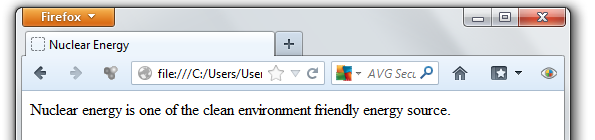 Firefox
Nuclear Energy
file:///C:/Users/User
AVG Secu
Nuclear energy is one of the clean environment friendly energy source.